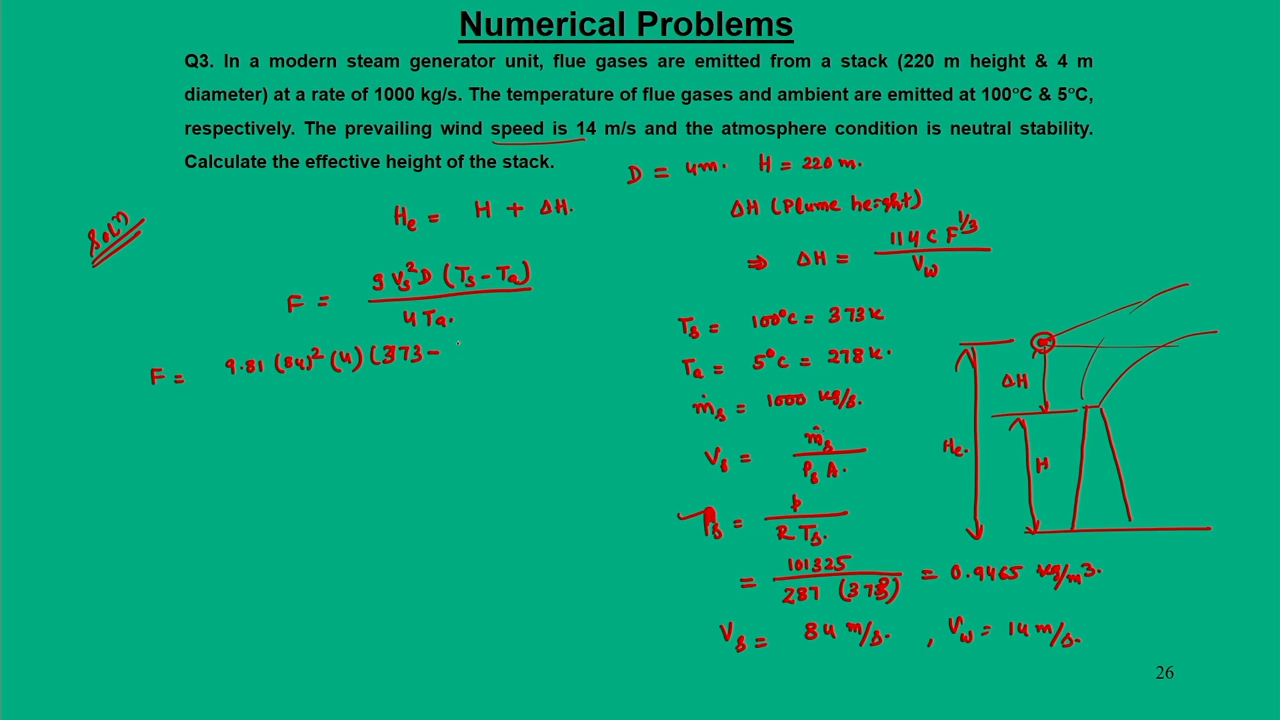 Numerical Problems
Q3. In a modern steam generator unit, flue gases are emitted from a stack (220 m height & 4 m
diameter) at a rate of 1000 kg/s. The temperature of flue gases and ambient are emitted at 100°C & 5°C,
respectively. The prevailing wind speed is 14 m/s and the atmosphere condition is neutral stability.
Calculate the effective height of the stack.
D = 4m. H = 220 m.
Sol(n)
He = H + ΔH.
ΔH (Plume height)
⇒ ΔH = 114 C F^1/3 / Vw
F = g Vs² D (Ts - Ta) / 4 Ta.
F = 9.81 (84)² (4) (373 -
Ts = 100°C = 373 K
Ta = 5°C = 278 K.
ṁs = 1000 kg/s.
Vs = ṁs / ρs A.
ρs = p / R Ts.
= 101325 / 287 (373) = 0.9465 kg/m3.
Vs = 84 m/s. , Vw = 14 m/s.
ΔH
He.
H
26